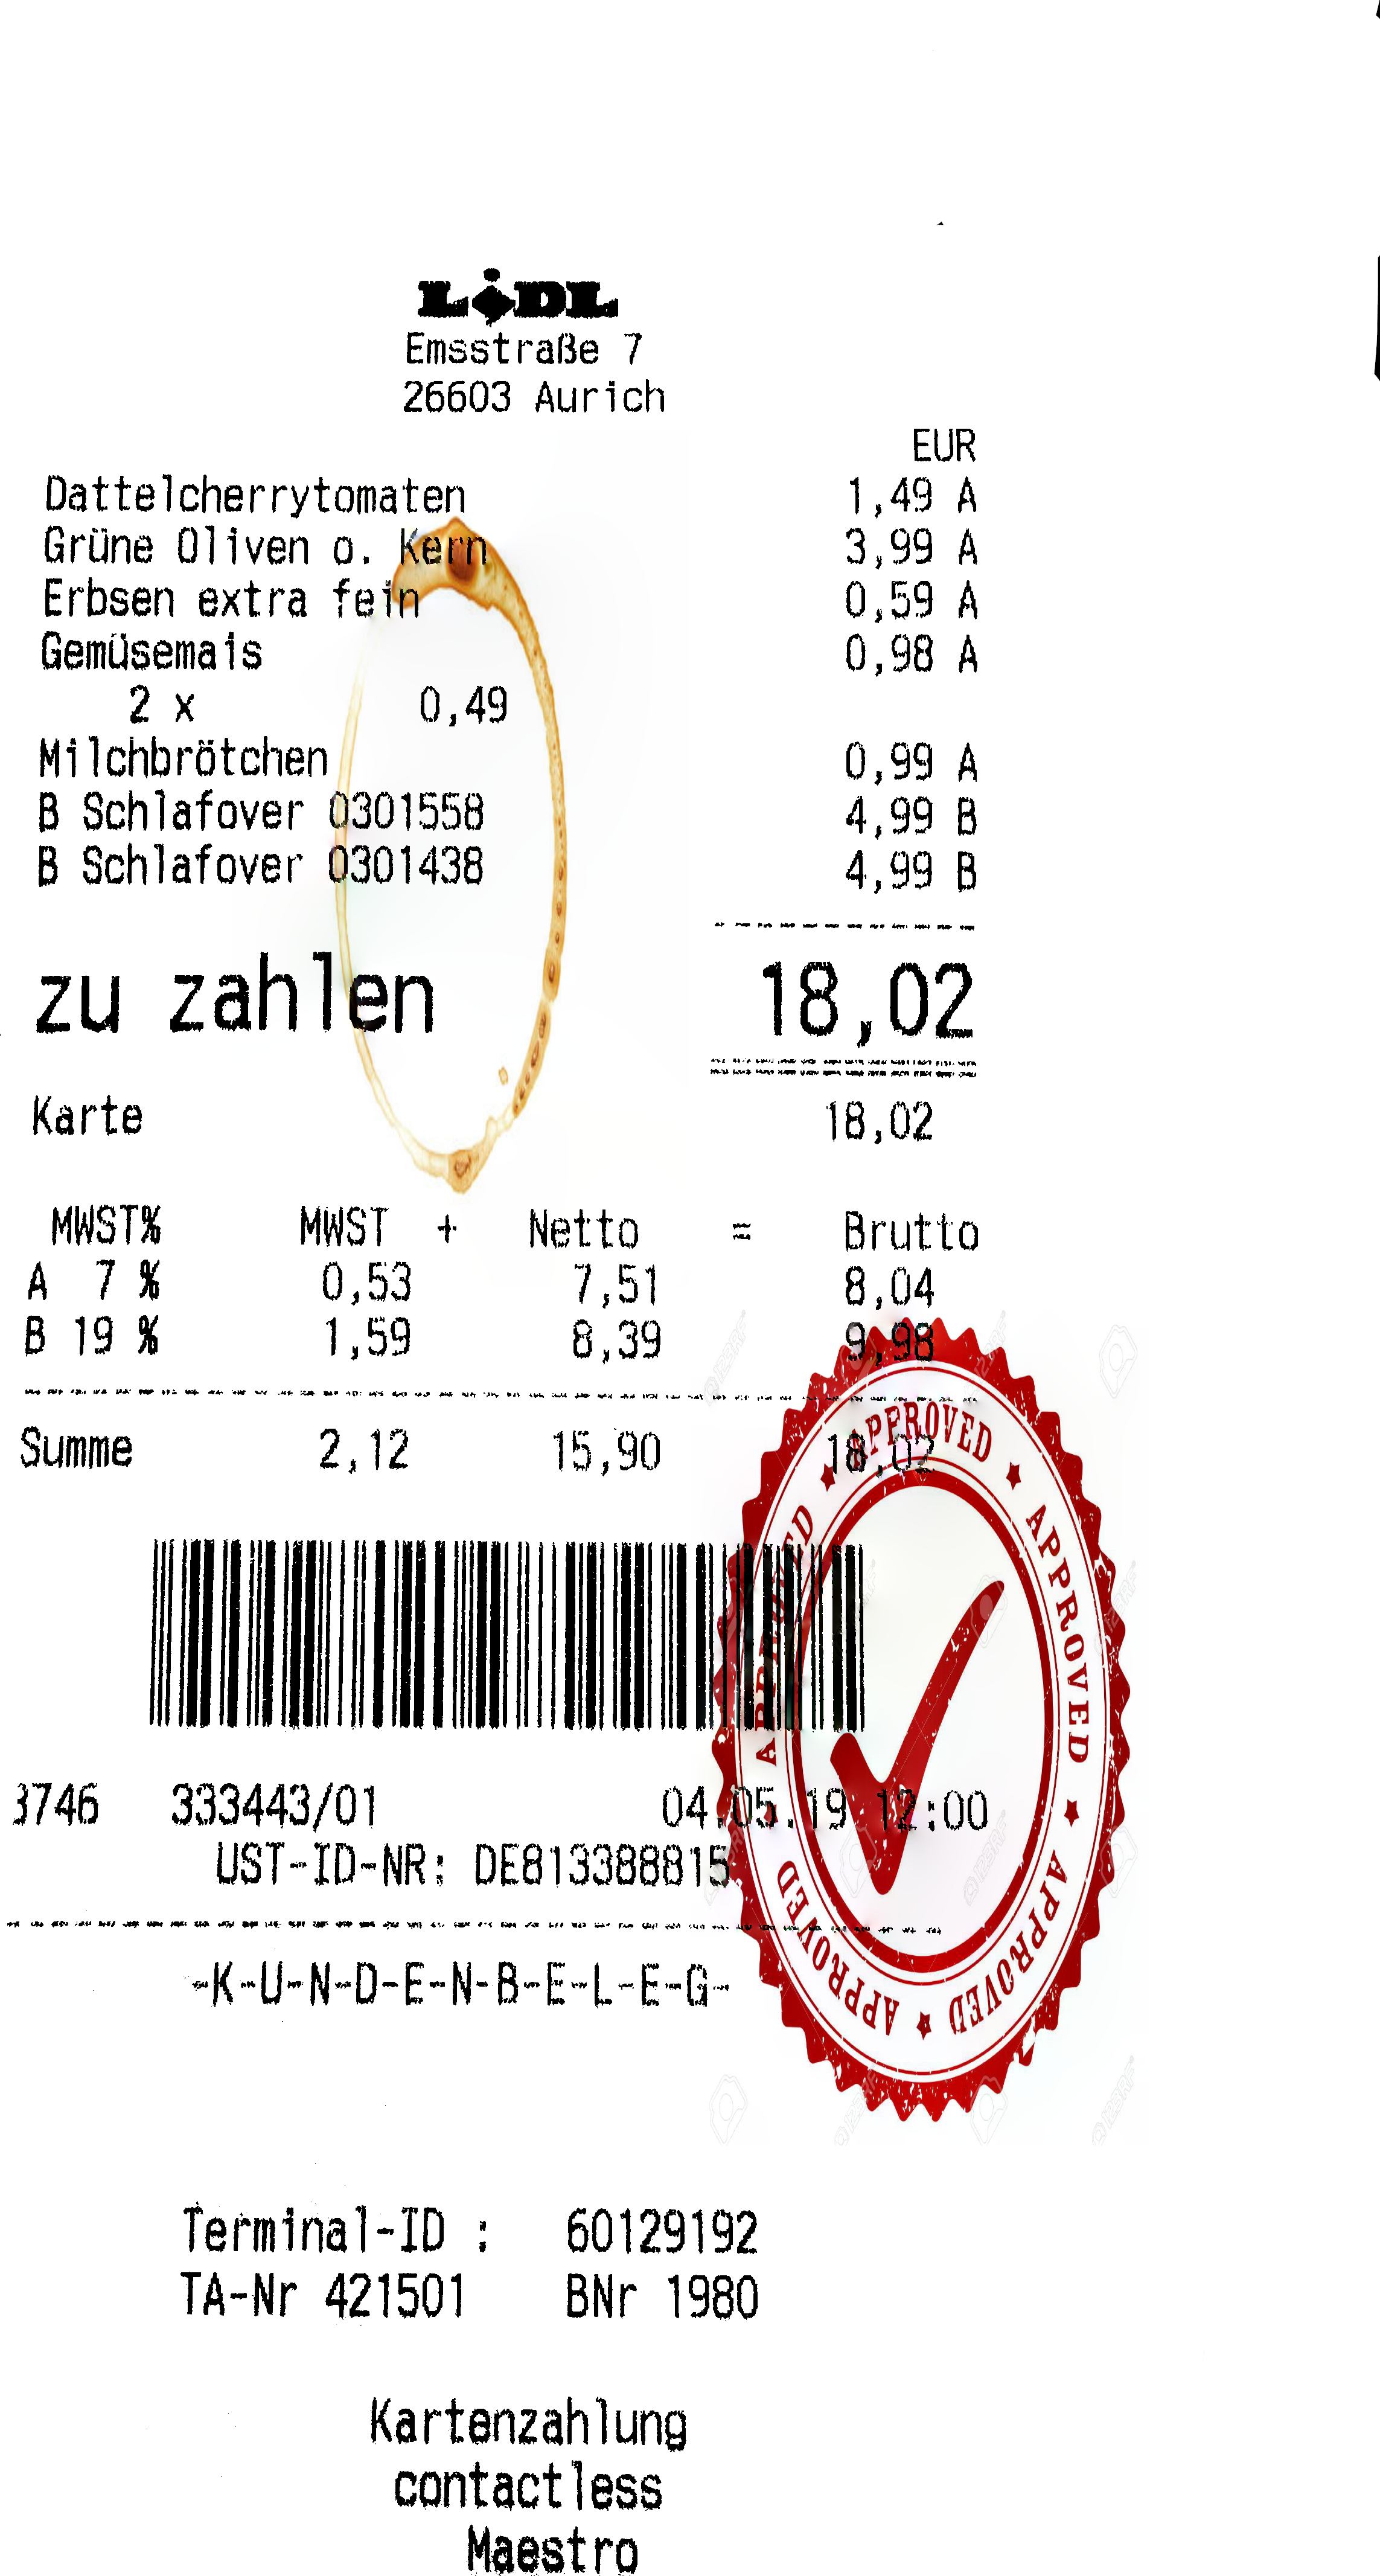 LIDL
Emsstraße 7
26603 Aurich
EUR
Dattelcherrytomaten 1,49 A
Grüne Oliven o. Kern 3,99 A
Erbsen extra fein 0,59 A
Gemüsemais 0,98 A
2 x 0,49
Milchbrötchen 0,99 A
B Schlafover 0301558 4,99 B
B Schlafover 0301438 4,99 B
zu zahlen 18,02
Karte 18,02
MWST% MWST + Netto = Brutto
A 7 % 0,53 7,51 8,04
B 19 % 1,59 8,39 9,98
Summe 2,12 15,90 18,02
APPROVED ★ APPROVED ★ APPROVED ★ APPROVED APPROVED ★
3746 333443/01 04.05.19 12:00
UST-ID-NR: DE813388815
-K-U-N-D-E-N-B-E-L-E-G-
Terminal-ID : 60129192
TA-Nr 421501 BNr 1980
Kartenzahlung
contactless
Maestro